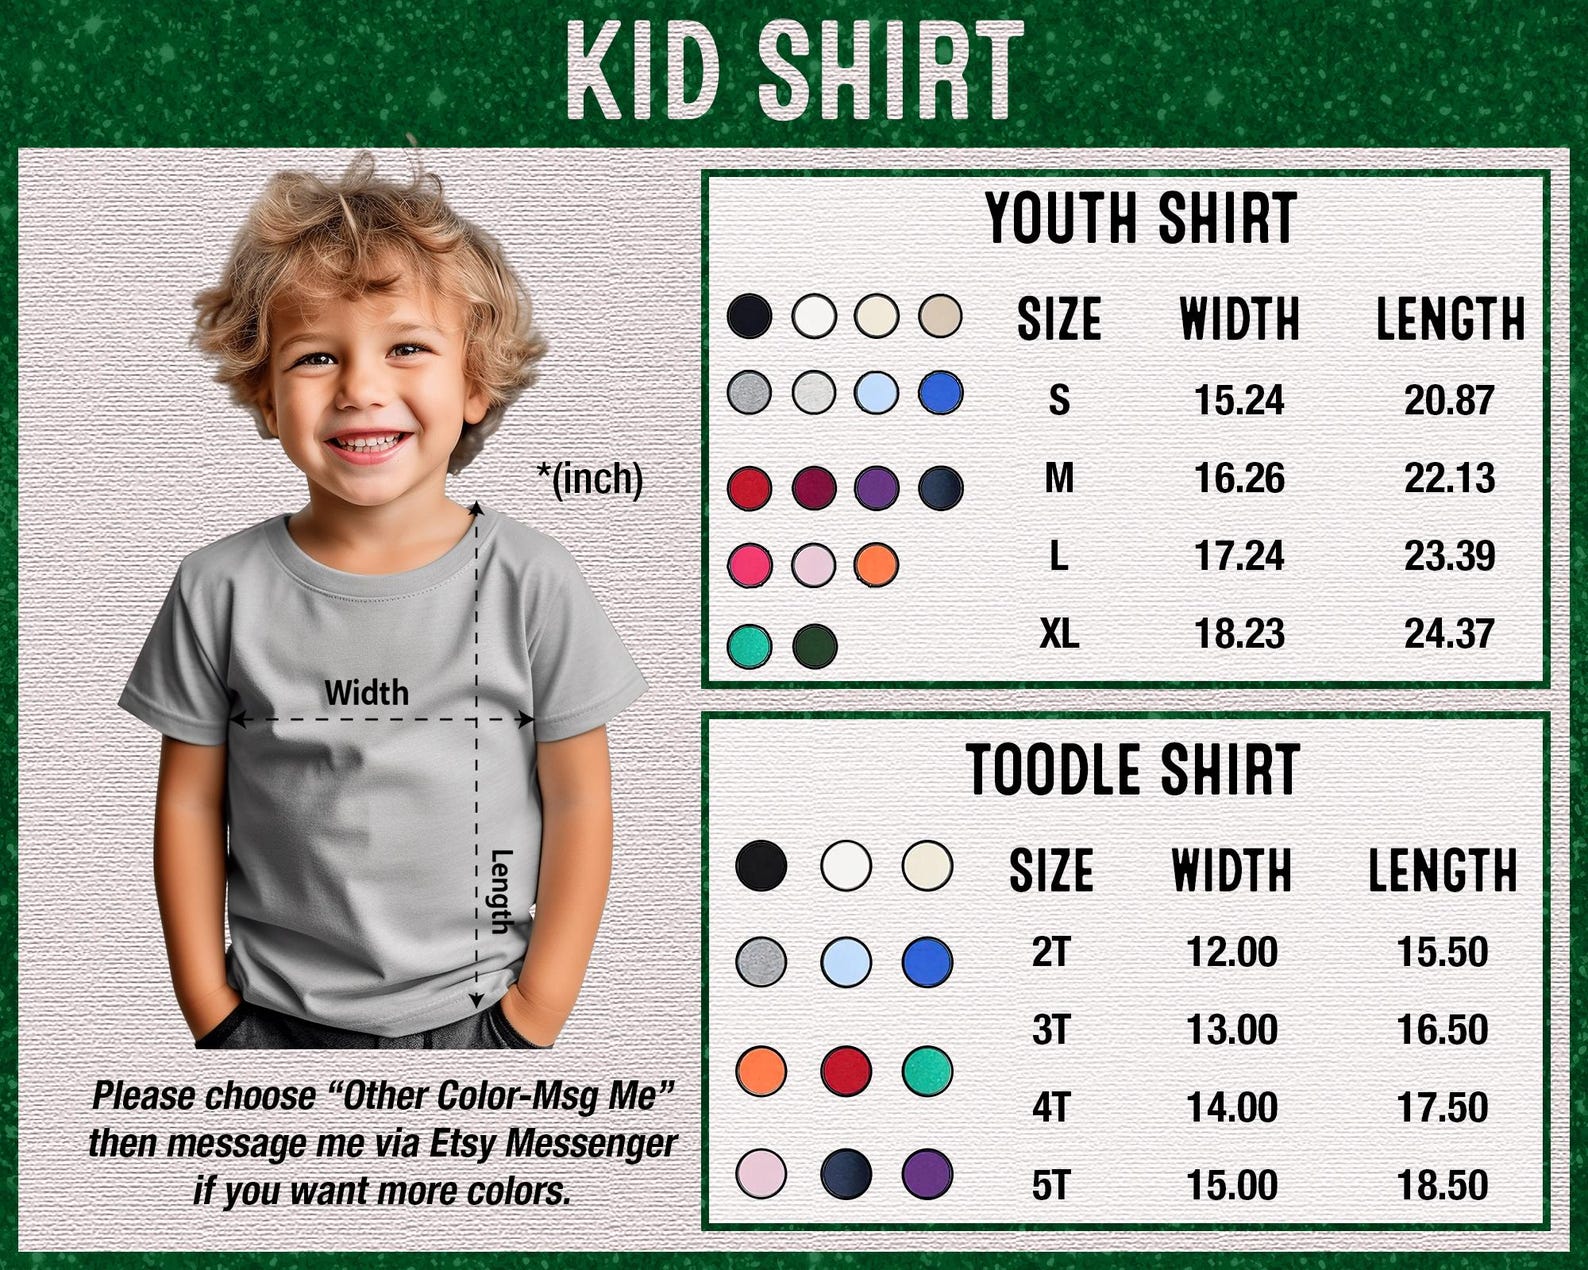 KID SHIRT
*(inch)
Width
Length
Please choose “Other Color-Msg Me”
then message me via Etsy Messenger
if you want more colors.
YOUTH SHIRT
SIZE WIDTH LENGTH
S 15.24 20.87
M 16.26 22.13
L 17.24 23.39
XL 18.23 24.37
TOODLE SHIRT
SIZE WIDTH LENGTH
2T 12.00 15.50
3T 13.00 16.50
4T 14.00 17.50
5T 15.00 18.50